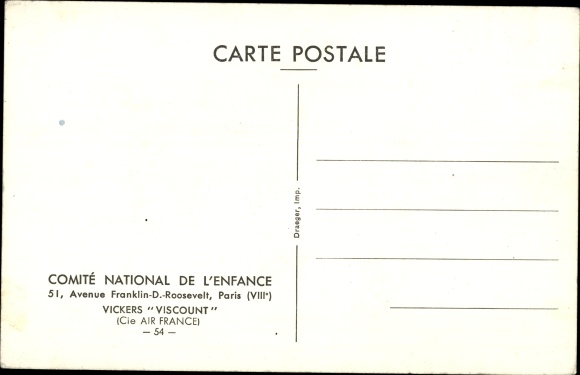 CARTE POSTALE
Draeger, Imp.
COMITÉ NATIONAL DE L'ENFANCE
51, Avenue Franklin-D.-Roosevelt, Paris (VIIIe)
VICKERS "VISCOUNT"
(Cie AIR FRANCE)
— 54 —